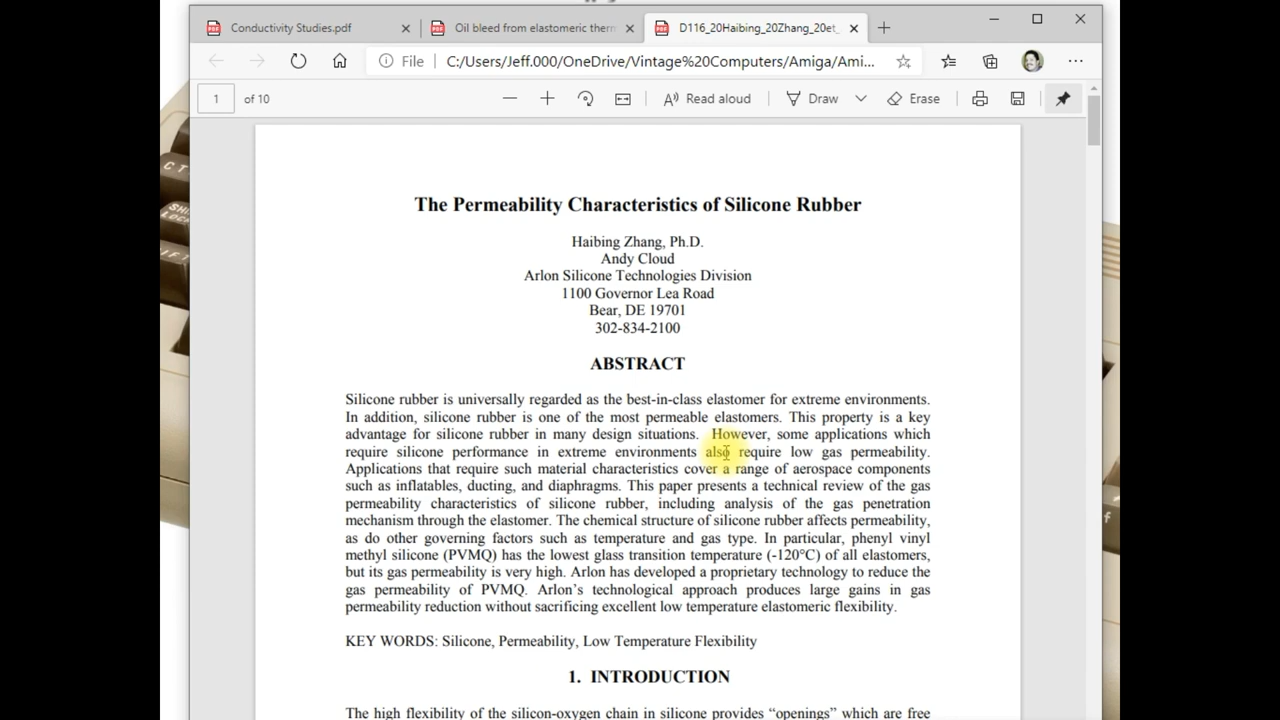 Conductivity Studies.pdf
Oil bleed from elastomeric ther
D116_20Haibing_20Zhang_20et_
File
C:/Users/Jeff.000/OneDrive/Vintage%20Computers/Amiga/Ami...
1 of 10
Read aloud
Draw
Erase
The Permeability Characteristics of Silicone Rubber
Haibing Zhang, Ph.D.
Andy Cloud
Arlon Silicone Technologies Division
1100 Governor Lea Road
Bear, DE 19701
302-834-2100
ABSTRACT
Silicone rubber is universally regarded as the best-in-class elastomer for extreme environments.
In addition, silicone rubber is one of the most permeable elastomers. This property is a key
advantage for silicone rubber in many design situations. However, some applications which
require silicone performance in extreme environments also require low gas permeability.
Applications that require such material characteristics cover a range of aerospace components
such as inflatables, ducting, and diaphragms. This paper presents a technical review of the gas
permeability characteristics of silicone rubber, including analysis of the gas penetration
mechanism through the elastomer. The chemical structure of silicone rubber affects permeability,
as do other governing factors such as temperature and gas type. In particular, phenyl vinyl
methyl silicone (PVMQ) has the lowest glass transition temperature (-120°C) of all elastomers,
but its gas permeability is very high. Arlon has developed a proprietary technology to reduce the
gas permeability of PVMQ. Arlon’s technological approach produces large gains in gas
permeability reduction without sacrificing excellent low temperature elastomeric flexibility.
KEY WORDS: Silicone, Permeability, Low Temperature Flexibility
1. INTRODUCTION
The high flexibility of the silicon-oxygen chain in silicone provides “openings” which are free